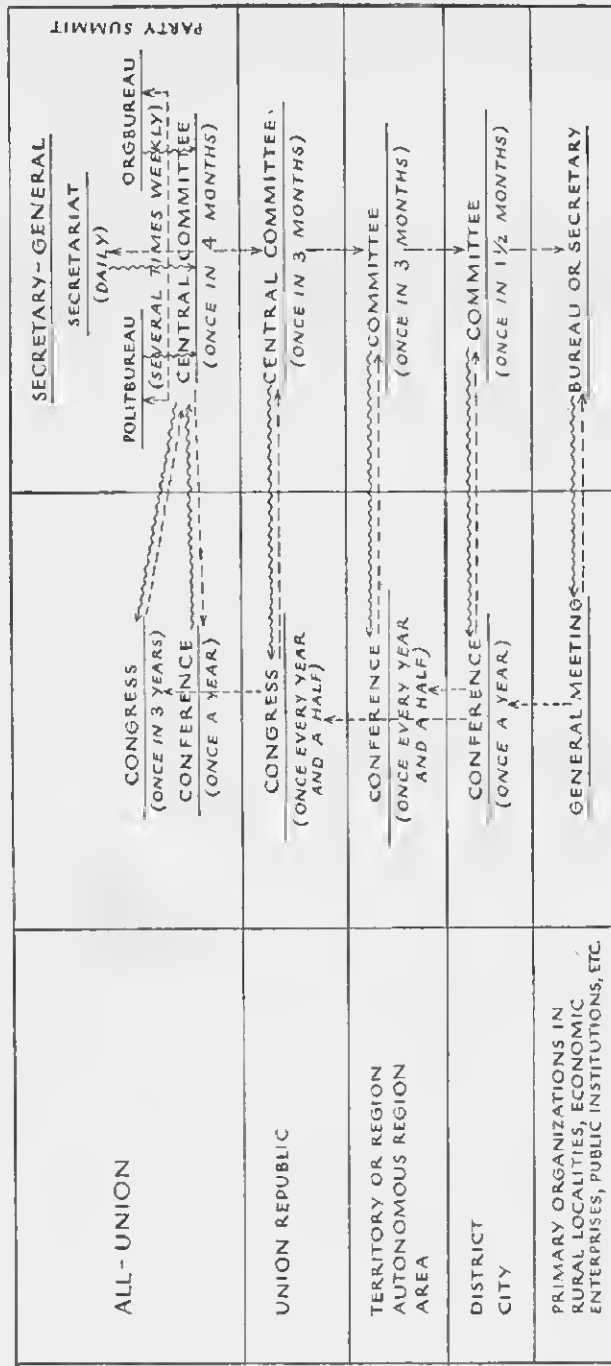 ALL-UNION
CONGRESS
(ONCE IN 3 YEARS)
CONFERENCE
(ONCE A YEAR)
SECRETARY-GENERAL
SECRETARIAT
(DAILY)
POLITBUREAU
ORGBUREAU
(SEVERAL TIMES WEEKLY)
CENTRAL COMMITTEE
(ONCE IN 4 MONTHS)
PARTY SUMMIT
UNION REPUBLIC
CONGRESS
(ONCE EVERY YEAR
AND A HALF)
CENTRAL COMMITTEE
(ONCE IN 3 MONTHS)
TERRITORY OR REGION
AUTONOMOUS REGION
AREA
CONFERENCE
(ONCE EVERY YEAR
AND A HALF)
COMMITTEE
(ONCE IN 3 MONTHS)
DISTRICT
CITY
CONFERENCE
(ONCE A YEAR)
COMMITTEE
(ONCE IN 1 ½ MONTHS)
PRIMARY ORGANIZATIONS IN
RURAL LOCALITIES, ECONOMIC
ENTERPRISES, PUBLIC INSTITUTIONS, ETC.
GENERAL MEETING
BUREAU OR SECRETARY